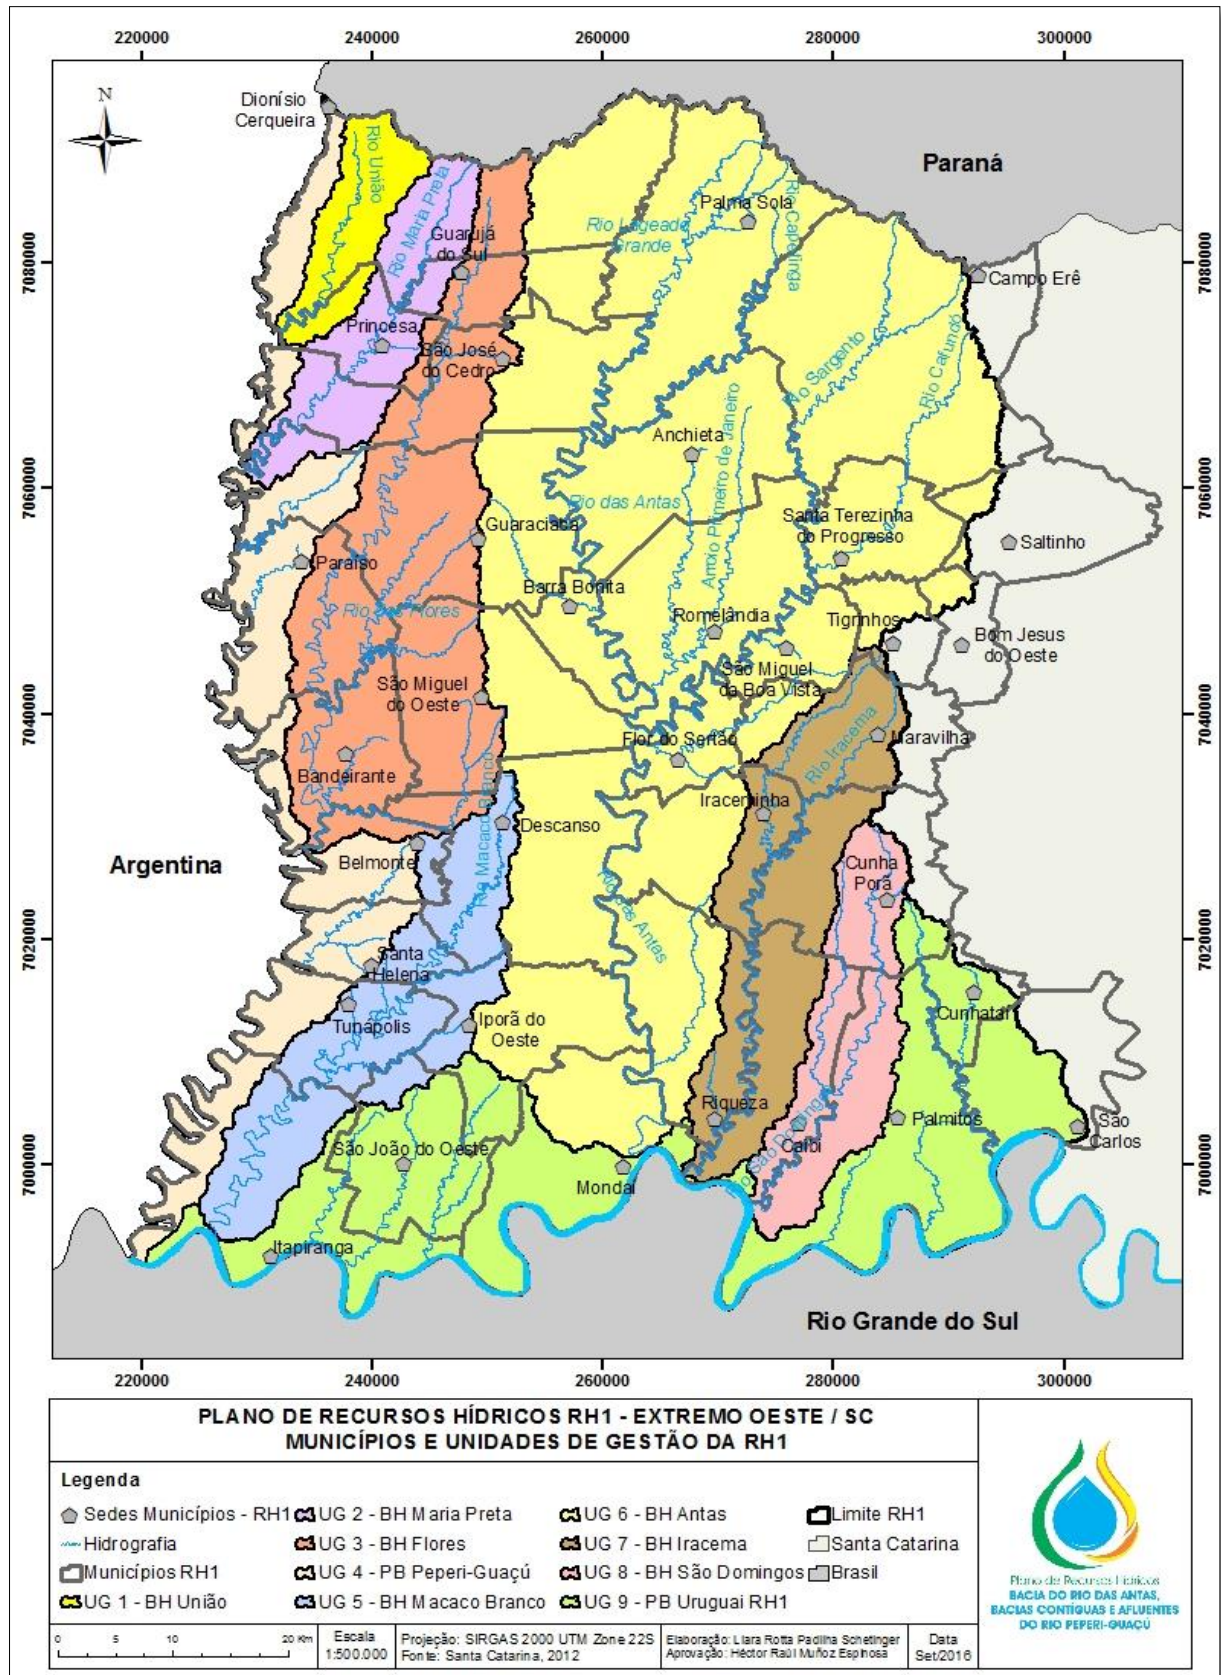 220000
240000
260000
280000
300000
N
Dionísio
Cerqueira
Rio União
Rio Maria Preta
Paraná
Palma Sola
Rio Capetinga
Rio Lageado
Grande
Guarujá
do Sul
7080000
7080000
Campo Erê
Princesa
São José
do Cedro
Rio Sargento
Rio Catundó
Anchieta
Arroio Primeiro de Janeiro
7060000
7060000
Rio das Antas
Guaraciaba
Santa Terezinha
do Progresso
Saltinho
Paraíso
Barra Bonita
Rio das Flores
Romelândia
Tigrinhos
Bom Jesus
do Oeste
São Miguel
do Oeste
São Miguel
da Boa Vista
7040000
7040000
Flor do Sertão
Maravilha
Rio Iracema
Bandeirante
Rio Macaco Branco
Iraceminha
Descanso
Argentina
Belmonte
Cunha
Porã
Rio das Antas
7020000
7020000
Santa
Helena
Tunápolis
Iporã do
Oeste
Cunhataí
Riqueza
Palmitos
São
Carlos
Rio São Domingos
Caibi
São João do Oeste
7000000
7000000
Mondaí
Itapiranga
Rio Grande do Sul
220000
240000
260000
280000
300000
PLANO DE RECURSOS HÍDRICOS RH1 - EXTREMO OESTE / SC
MUNICÍPIOS E UNIDADES DE GESTÃO DA RH1
Legenda
Sedes Municípios - RH1
UG 2 - BH Maria Preta
UG 6 - BH Antas
Limite RH1
Hidrografia
UG 3 - BH Flores
UG 7 - BH Iracema
Santa Catarina
Municípios RH1
UG 4 - PB Peperi-Guaçú
UG 8 - BH São Domingos
Brasil
UG 1 - BH União
UG 5 - BH Macaco Branco
UG 9 - PB Uruguai RH1
0 5 10 20 Km
Escala
1:500.000
Projeção: SIRGAS 2000 UTM Zone 22S
Fonte: Santa Catarina, 2012
Elaboração: Liara Rotta Padilha Schetinger
Aprovação: Héctor Raúl Muñoz Espinosa
Data
Set/2016
Plano de Recursos Hídricos
BACIA DO RIO DAS ANTAS,
BACIAS CONTÍGUAS E AFLUENTES
DO RIO PEPERI-GUAÇÚ